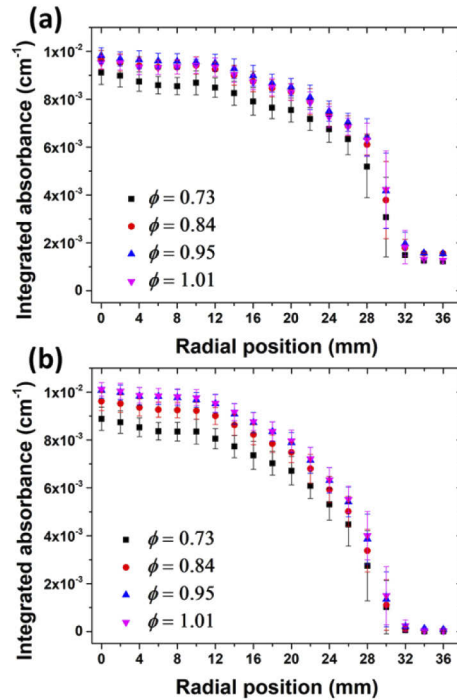 (a)
Integrated absorbance (cm⁻¹)
1x10⁻²
8x10⁻³
6x10⁻³
4x10⁻³
2x10⁻³
0
ϕ = 0.73
ϕ = 0.84
ϕ = 0.95
ϕ = 1.01
0 4 8 12 16 20 24 28 32 36
Radial position (mm)
(b)
Integrated absorbance (cm⁻¹)
1x10⁻²
8x10⁻³
6x10⁻³
4x10⁻³
2x10⁻³
0
ϕ = 0.73
ϕ = 0.84
ϕ = 0.95
ϕ = 1.01
0 4 8 12 16 20 24 28 32 36
Radial position (mm)